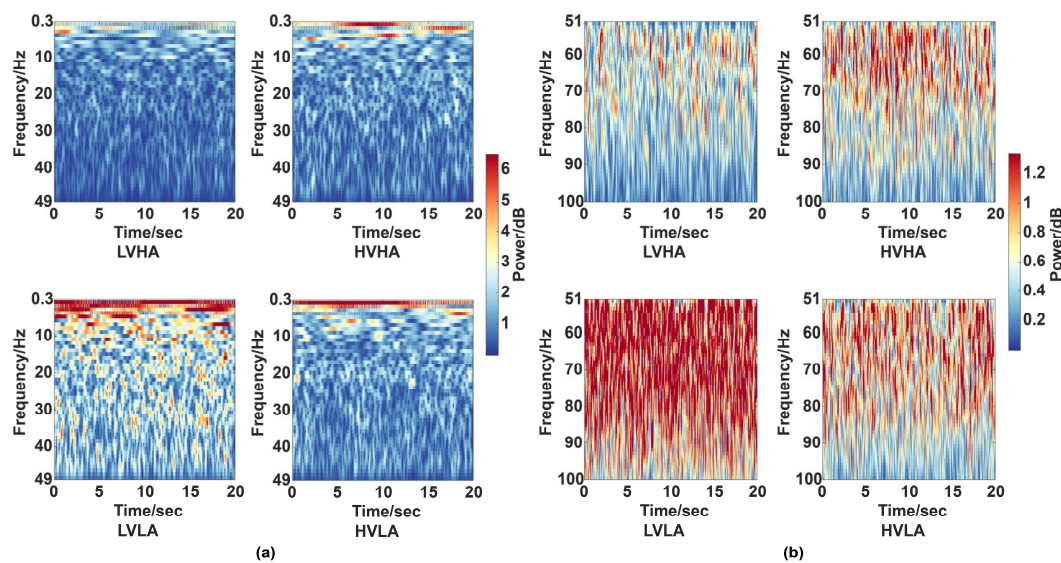 0.3
10
20
30
40
49
Frequency/Hz
0 5 10 15 20
Time/sec
LVHA
0.3
10
20
30
40
49
Frequency/Hz
0 5 10 15 20
Time/sec
HVHA
0.3
10
20
30
40
49
Frequency/Hz
0 5 10 15 20
Time/sec
LVLA
0.3
10
20
30
40
49
Frequency/Hz
0 5 10 15 20
Time/sec
HVLA
6
5
4
3
2
1
Power/dB
(a)
51
60
70
80
90
100
Frequency/Hz
0 5 10 15 20
Time/sec
LVHA
51
60
70
80
90
100
Frequency/Hz
0 5 10 15 20
Time/sec
HVHA
51
60
70
80
90
100
Frequency/Hz
0 5 10 15 20
Time/sec
LVLA
51
60
70
80
90
100
Frequency/Hz
0 5 10 15 20
Time/sec
HVLA
1.2
1
0.8
0.6
0.4
0.2
Power/dB
(b)